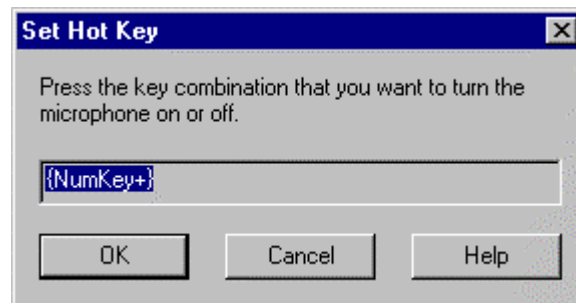 Set Hot Key
Press the key combination that you want to turn the
microphone on or off.
{NumKey+}
OK Cancel Help